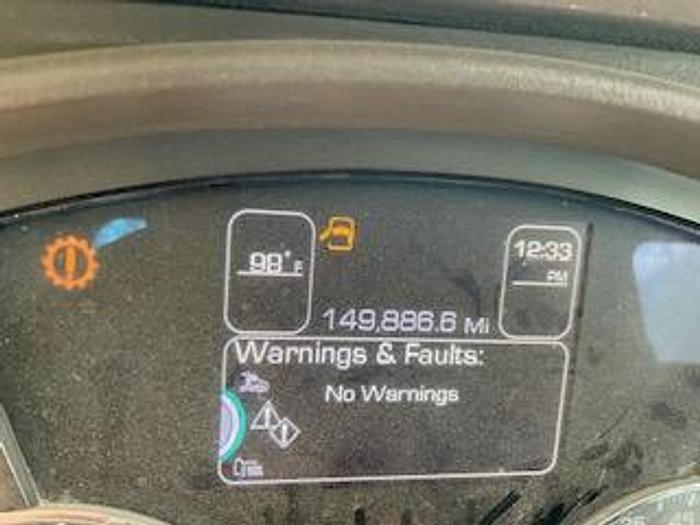 98°F
12:33
PM
149,886.6 Mi
Warnings & Faults:
No Warnings